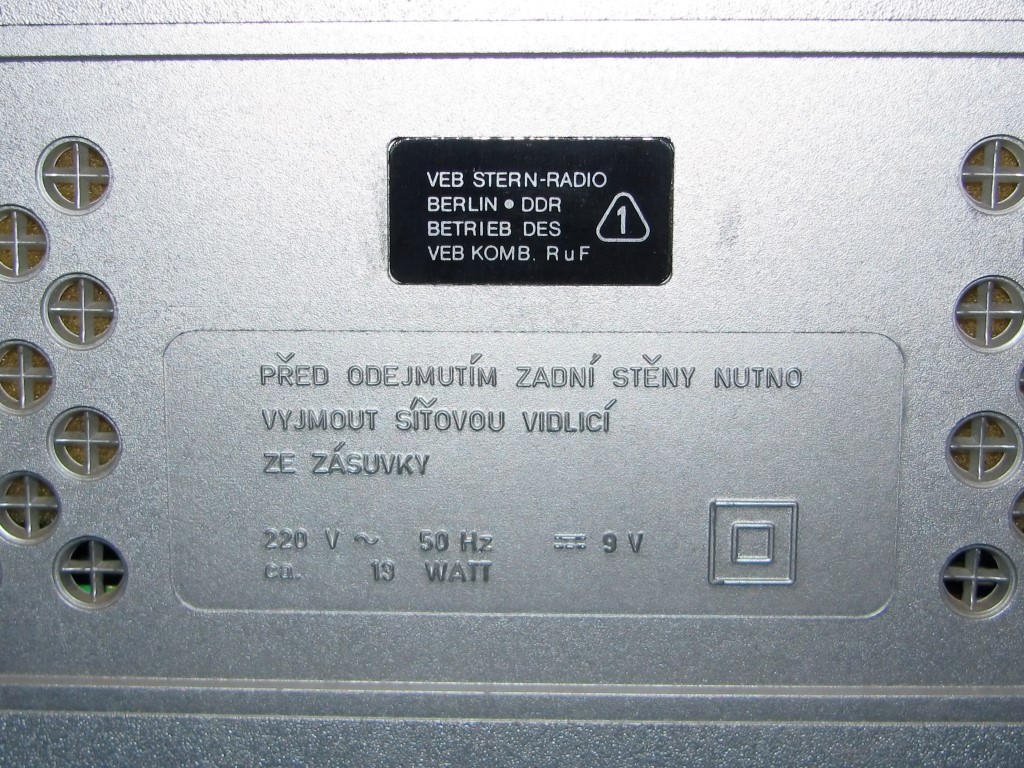 VEB STERN-RADIO
BERLIN • DDR
BETRIEB DES
VEB KOMB. RuF
1
PŘED ODEJMUTÍM ZADNÍ STĚNY NUTNO
VYJMOUT SÍŤOVOU VIDLICÍ
ZE ZÁSUVKY
220 V ~ 50 Hz ⎓ 9 V
ca. 19 WATT